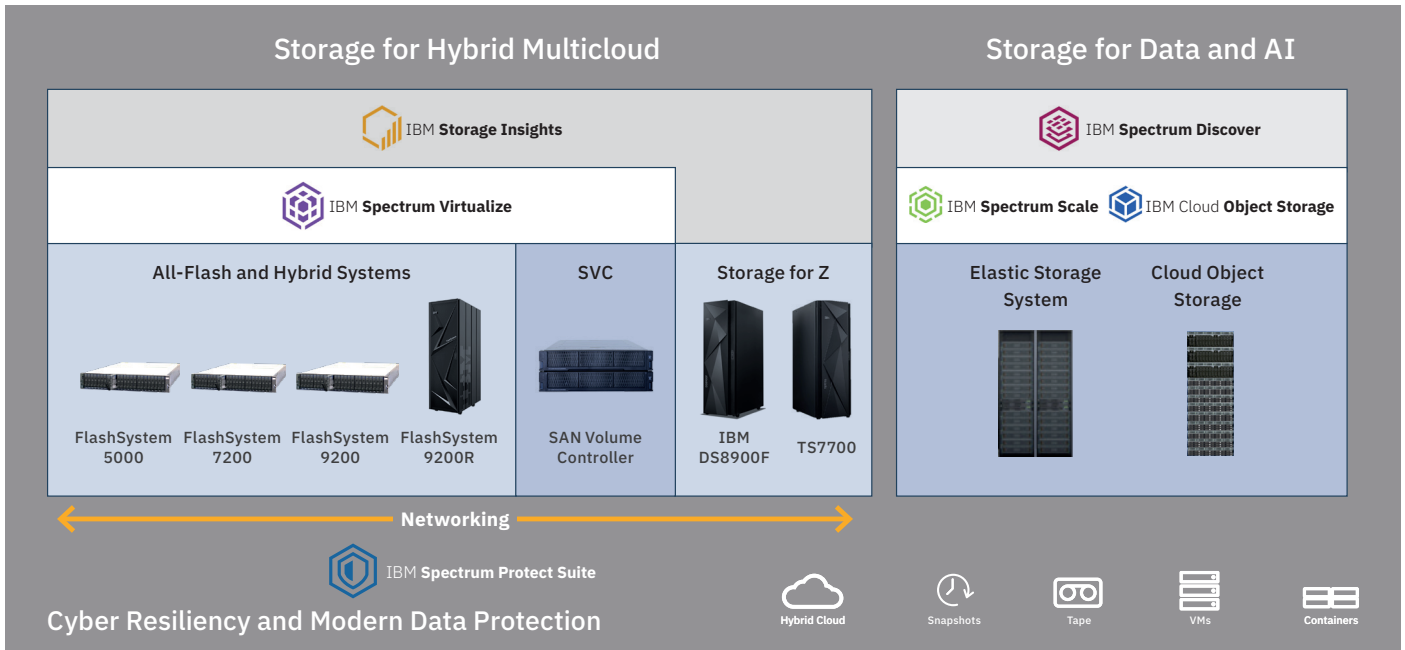 Storage for Hybrid Multicloud
Storage for Data and AI
IBM Storage Insights
IBM Spectrum Discover
IBM Spectrum Virtualize
IBM Spectrum Scale
IBM Cloud Object Storage
All-Flash and Hybrid Systems
SVC
Storage for Z
Elastic Storage
System
Cloud Object
Storage
FlashSystem
5000
FlashSystem
7200
FlashSystem
9200
FlashSystem
9200R
SAN Volume
Controller
IBM
DS8900F
TS7700
Networking
IBM Spectrum Protect Suite
Cyber Resiliency and Modern Data Protection
Hybrid Cloud
Snapshots
Tape
VMs
Containers